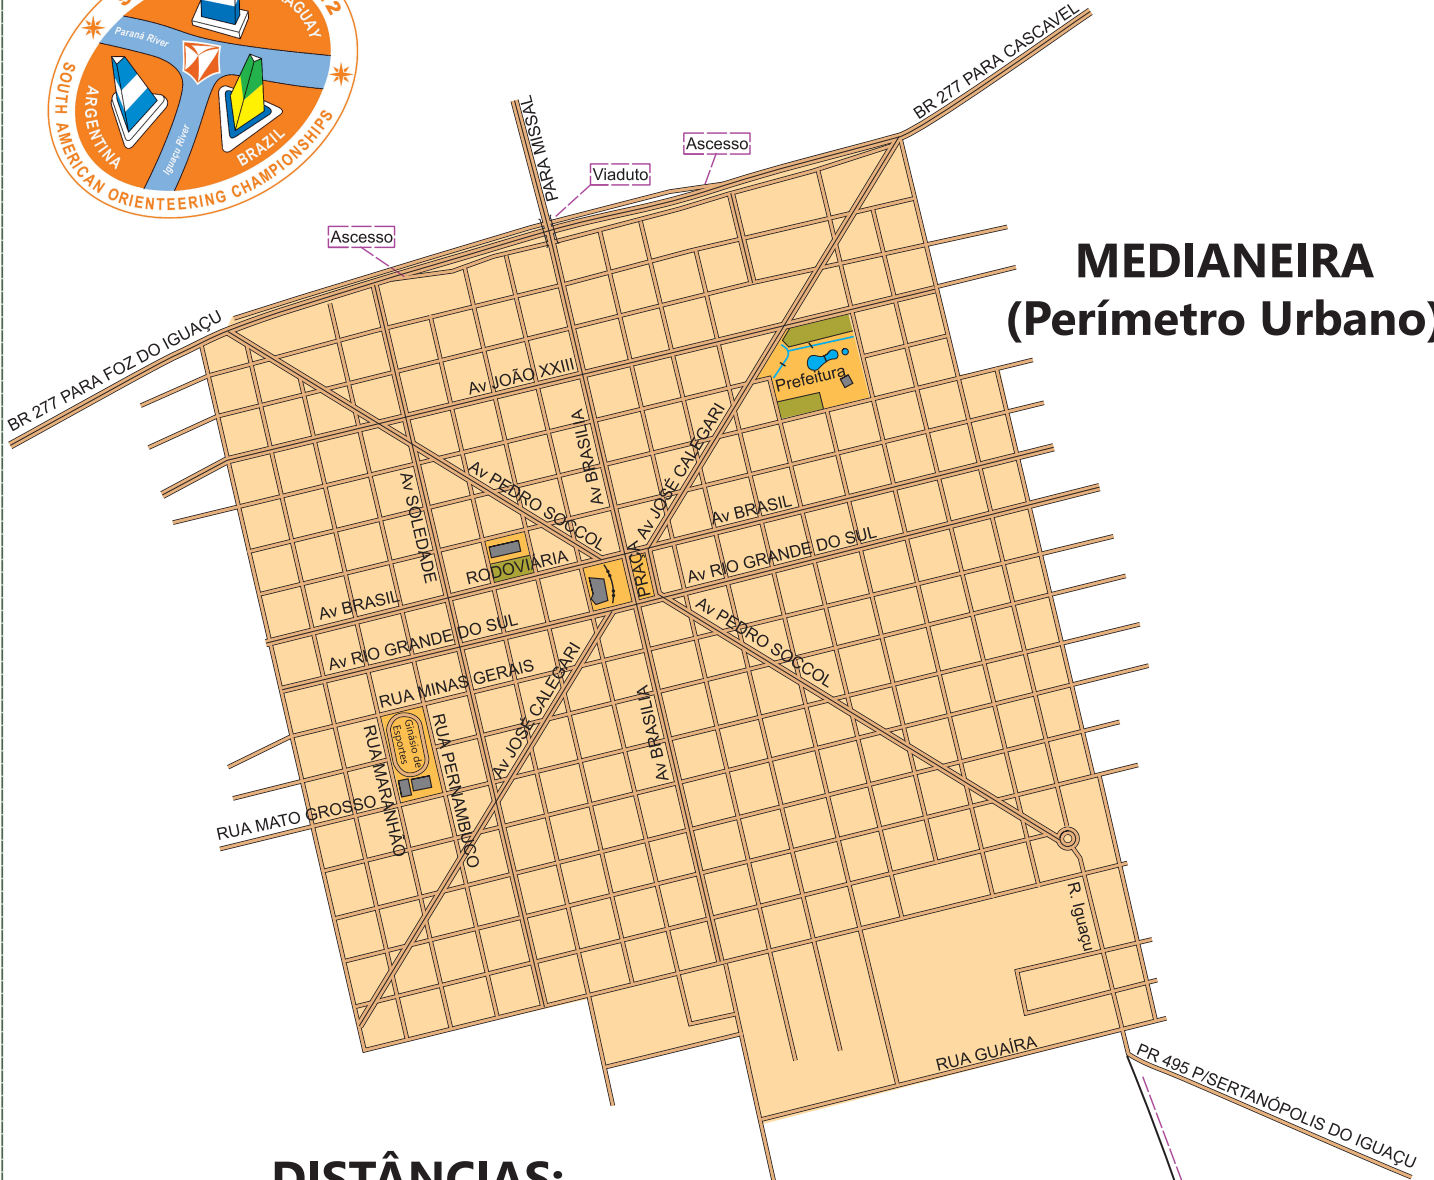 Paraná River
Iguaçu River
ARGENTINA
BRAZIL
SOUTH AMERICAN ORIENTEERING CHAMPIONSHIPS
BR 277 PARA CASCAVEL
PARA MISSAL
Ascesso
Viaduto
Ascesso
MEDIANEIRA
(Perímetro Urbano)
BR 277 PARA FOZ DO IGUAÇU
Av JOÃO XXIII
Prefeitura
Av BRASILIA
Av JOSÉ CALEGARI
Av PEDRO SOCCOL
Av SOLEDADE
Av BRASIL
Av RIO GRANDE DO SUL
PRAÇA
RODOVIÁRIA
Av BRASIL
Av RIO GRANDE DO SUL
Av PEDRO SOCCOL
RUA MINAS GERAIS
Av JOSÉ CALEGARI
Av BRASILIA
Ginásio de
Esportes
RUA MARANHÃO
RUA PERNAMBUCO
RUA MATO GROSSO
R. Iguaçu
RUA GUAÍRA
PR 495 P/SERTANÓPOLIS DO IGUAÇU
DISTÂNCIAS: